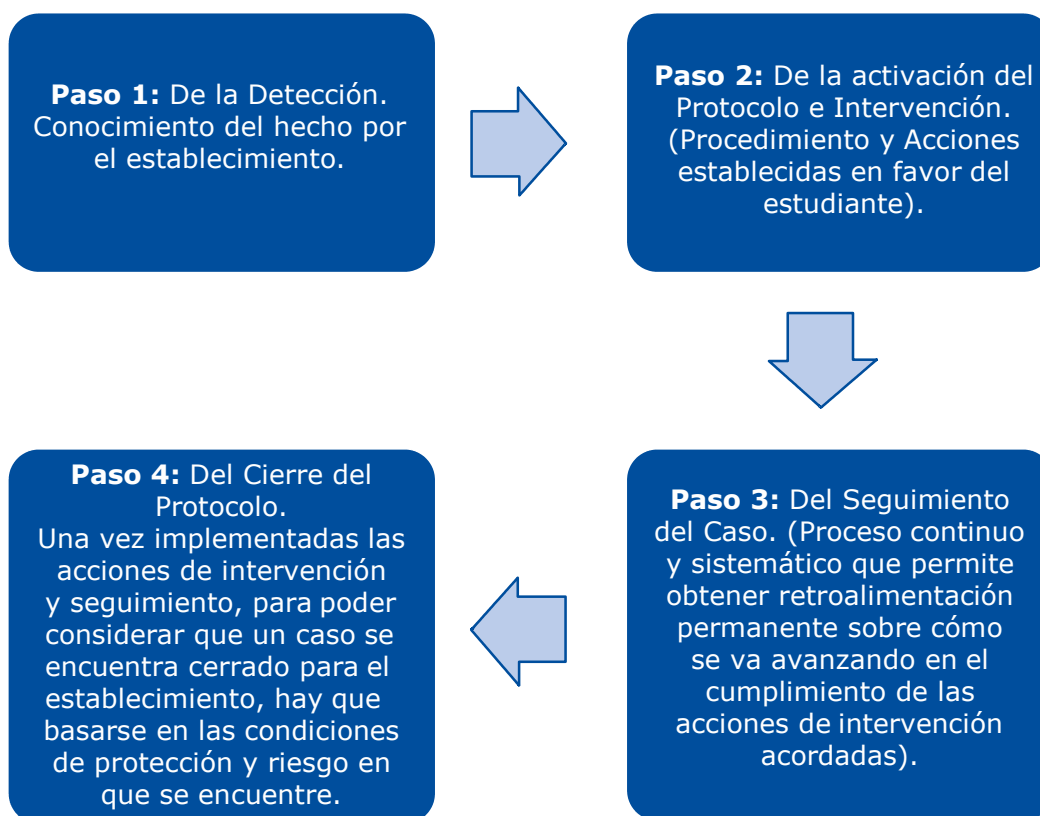 Paso 1: De la Detección.
Conocimiento del hecho por
el establecimiento.
Paso 2: De la activación del
Protocolo e Intervención.
(Procedimiento y Acciones
establecidas en favor del
estudiante).
Paso 3: Del Seguimiento
del Caso. (Proceso continuo
y sistemático que permite
obtener retroalimentación
permanente sobre cómo
se va avanzando en el
cumplimiento de las
acciones de intervención
acordadas).
Paso 4: Del Cierre del
Protocolo.
Una vez implementadas las
acciones de intervención
y seguimiento, para poder
considerar que un caso se
encuentra cerrado para el
establecimiento, hay que
basarse en las condiciones
de protección y riesgo en
que se encuentre.